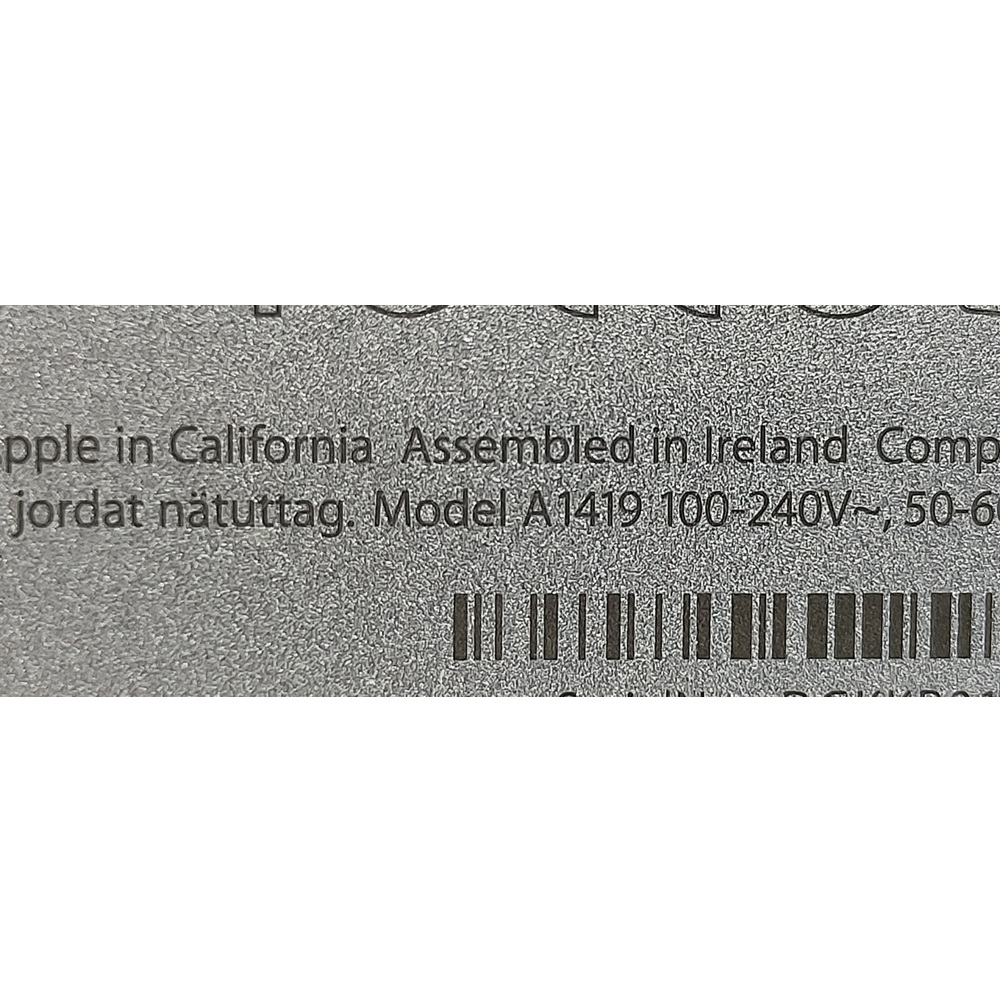 pple in California Assembled in Ireland Comp
jordat nätuttag. Model A1419 100-240V~, 50-6